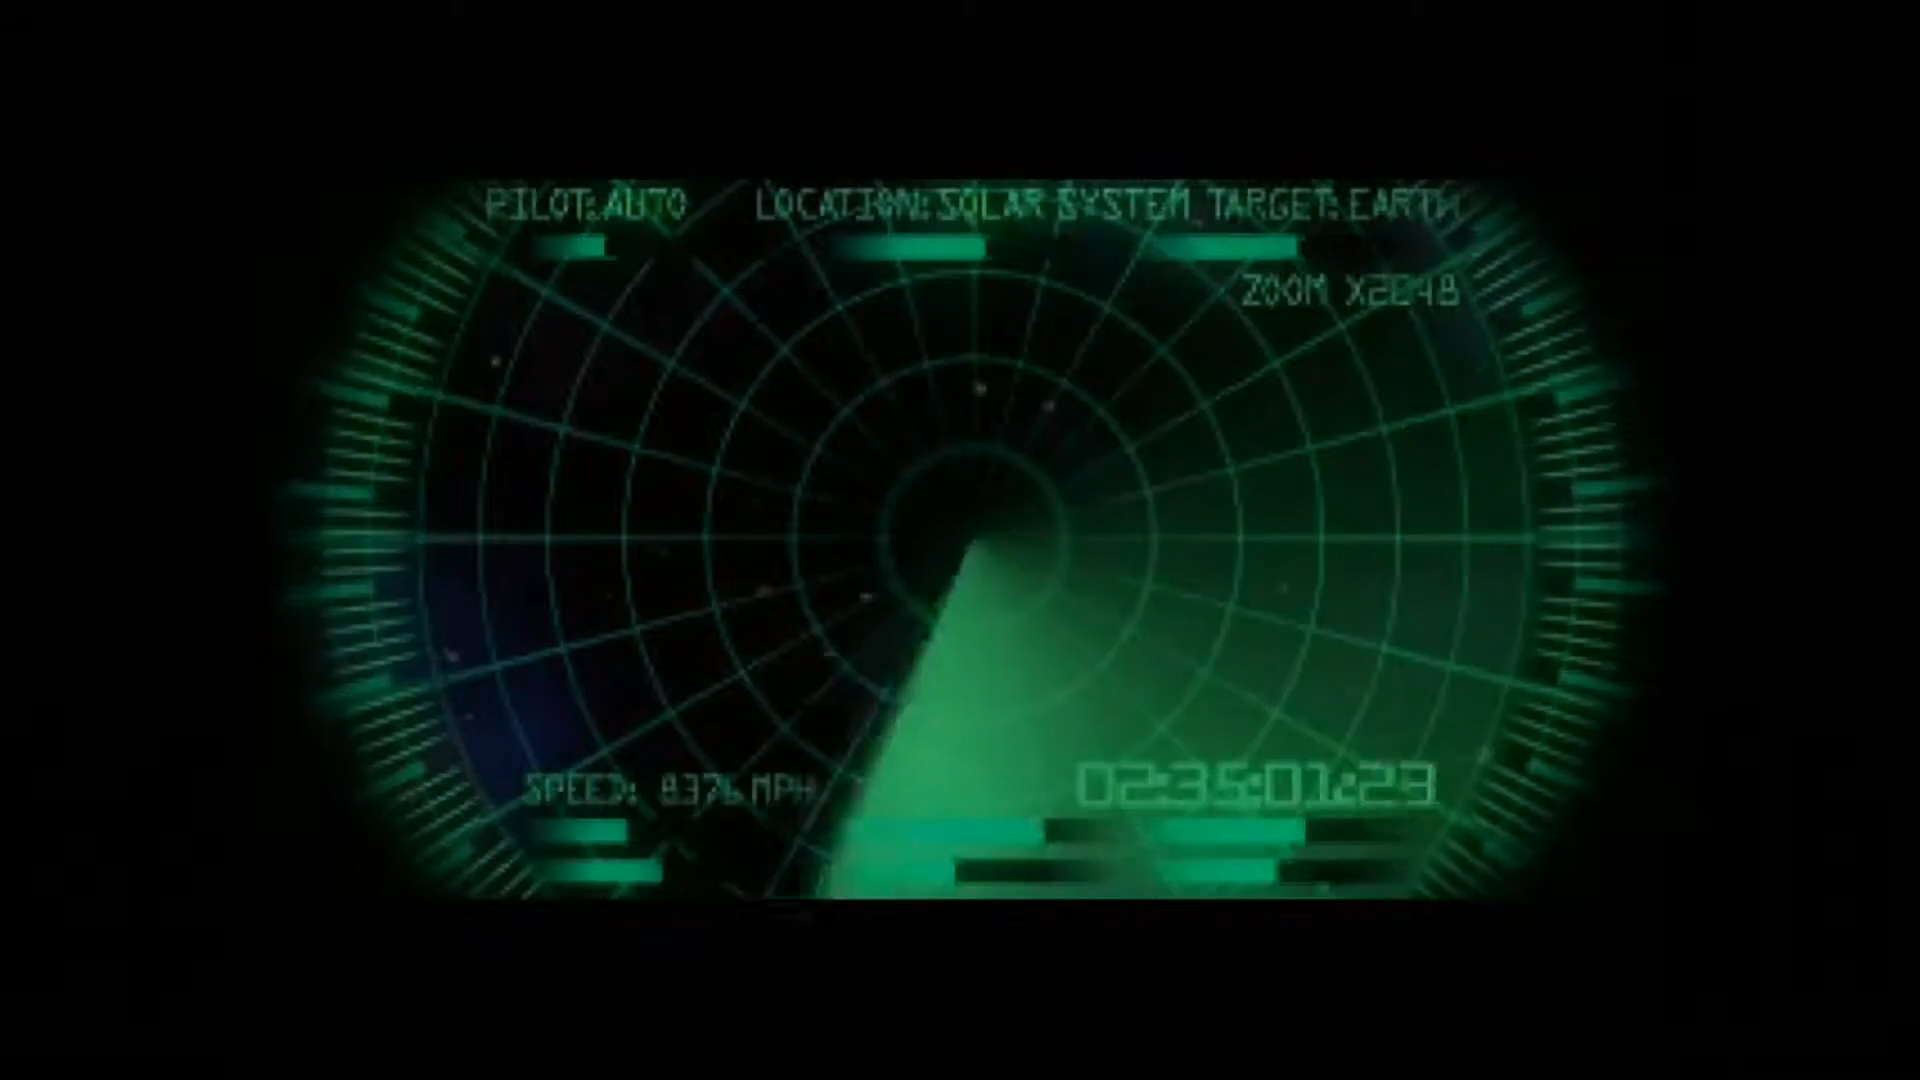 PILOT:AUTO LOCATION: SOLAR SYSTEM TARGET: EARTH
ZOOM X2048
SPEED: 8376 MPH 02:35:01:23